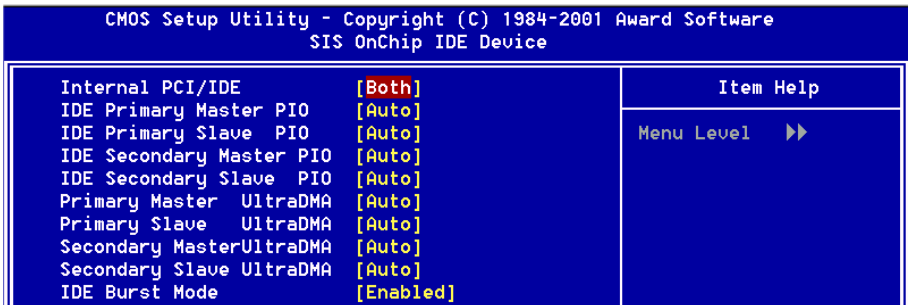 CMOS Setup Utility - Copyright (C) 1984-2001 Award Software
SIS OnChip IDE Device
Internal PCI/IDE [Both]
IDE Primary Master PIO [Auto]
IDE Primary Slave PIO [Auto]
IDE Secondary Master PIO [Auto]
IDE Secondary Slave PIO [Auto]
Primary Master UltraDMA [Auto]
Primary Slave UltraDMA [Auto]
Secondary MasterUltraDMA [Auto]
Secondary Slave UltraDMA [Auto]
IDE Burst Mode [Enabled]
Item Help
Menu Level ▶▶